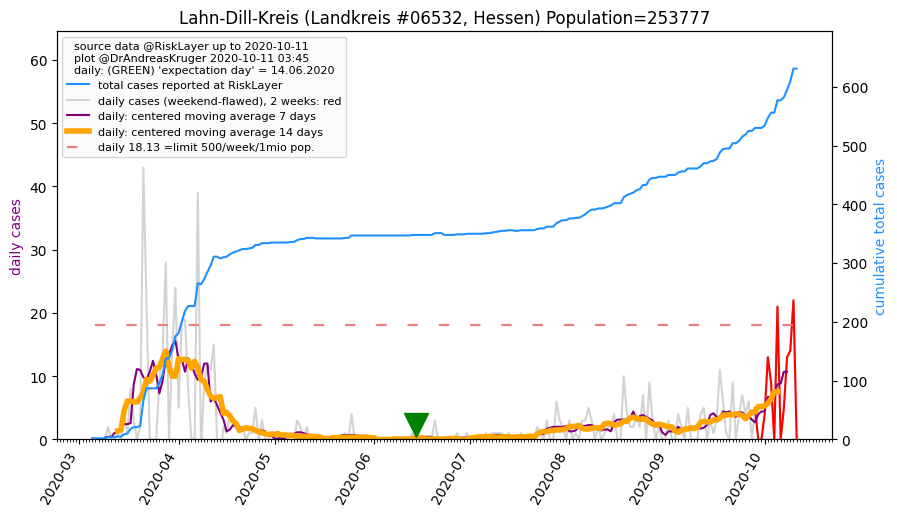 Lahn-Dill-Kreis (Landkreis #06532, Hessen) Population=253777
source data @RiskLayer up to 2020-10-11
plot @DrAndreasKruger 2020-10-11 03:45
daily: (GREEN) 'expectation day' = 14.06.2020
total cases reported at RiskLayer
daily cases (weekend-flawed), 2 weeks: red
daily: centered moving average 7 days
daily: centered moving average 14 days
daily 18.13 =limit 500/week/1mio pop.
daily cases
60
50
40
30
20
10
0
cumulative total cases
600
500
400
300
200
100
0
2020-03
2020-04
2020-05
2020-06
2020-07
2020-08
2020-09
2020-10